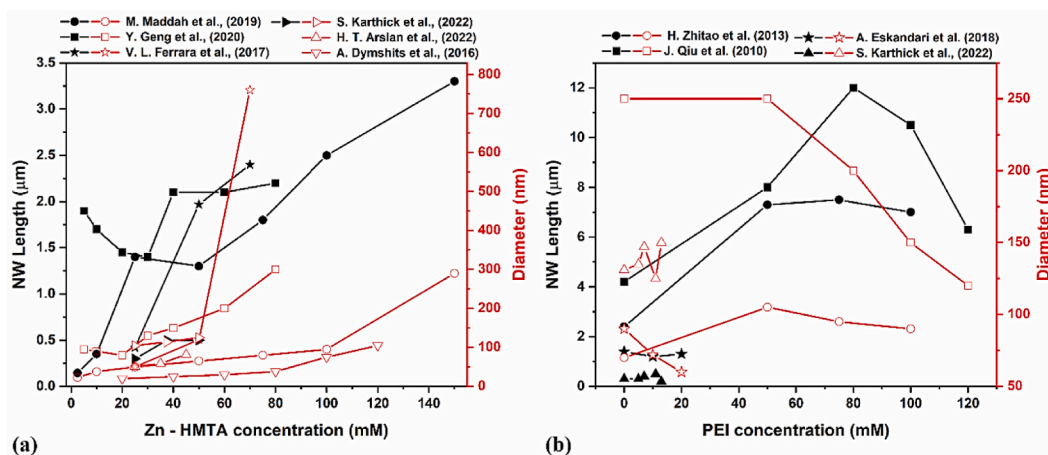 M. Maddah et al., (2019) S. Karthick et al., (2022)
Y. Geng et al., (2020) H. T. Arslan et al., (2022)
V. L. Ferrara et al., (2017) A. Dymshits et al., (2016)
3.5
3.0
2.5
2.0
1.5
1.0
0.5
0.0
NW Length (μm)
800
700
600
500
400
300
200
100
0
Diameter (nm)
0 20 40 60 80 100 120 140
Zn - HMTA concentration (mM)
(a)
H. Zhitao et al. (2013) A. Eskandari et al. (2018)
J. Qiu et al. (2010) S. Karthick et al., (2022)
12
10
8
6
4
2
0
NW Length (μm)
250
200
150
100
50
Diameter (nm)
0 20 40 60 80 100 120
PEI concentration (mM)
(b)